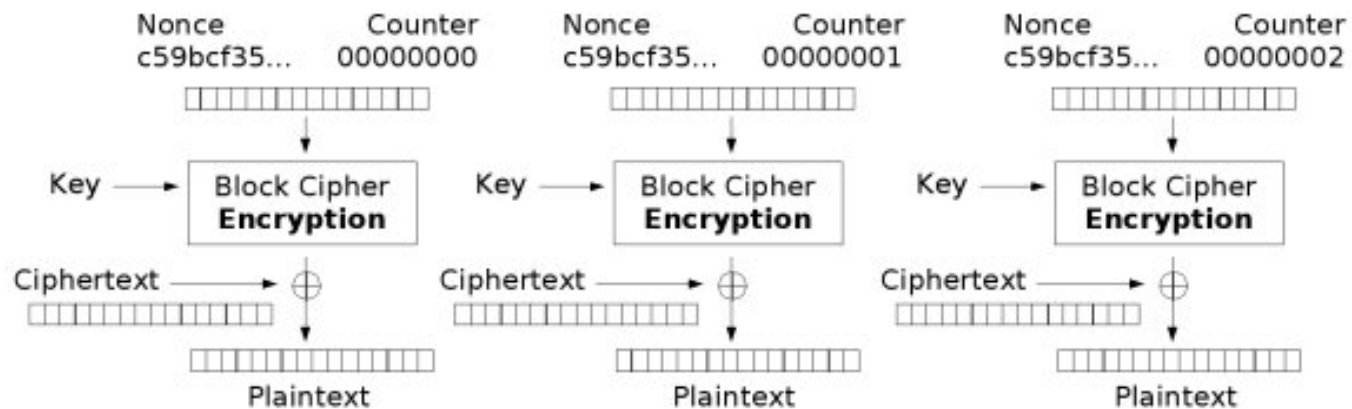 Nonce Counter Nonce Counter Nonce Counter
c59bcf35... 00000000 c59bcf35... 00000001 c59bcf35... 00000002
Key Block Cipher Key Block Cipher Key Block Cipher
Encryption Encryption Encryption
Ciphertext Ciphertext Ciphertext
Plaintext Plaintext Plaintext